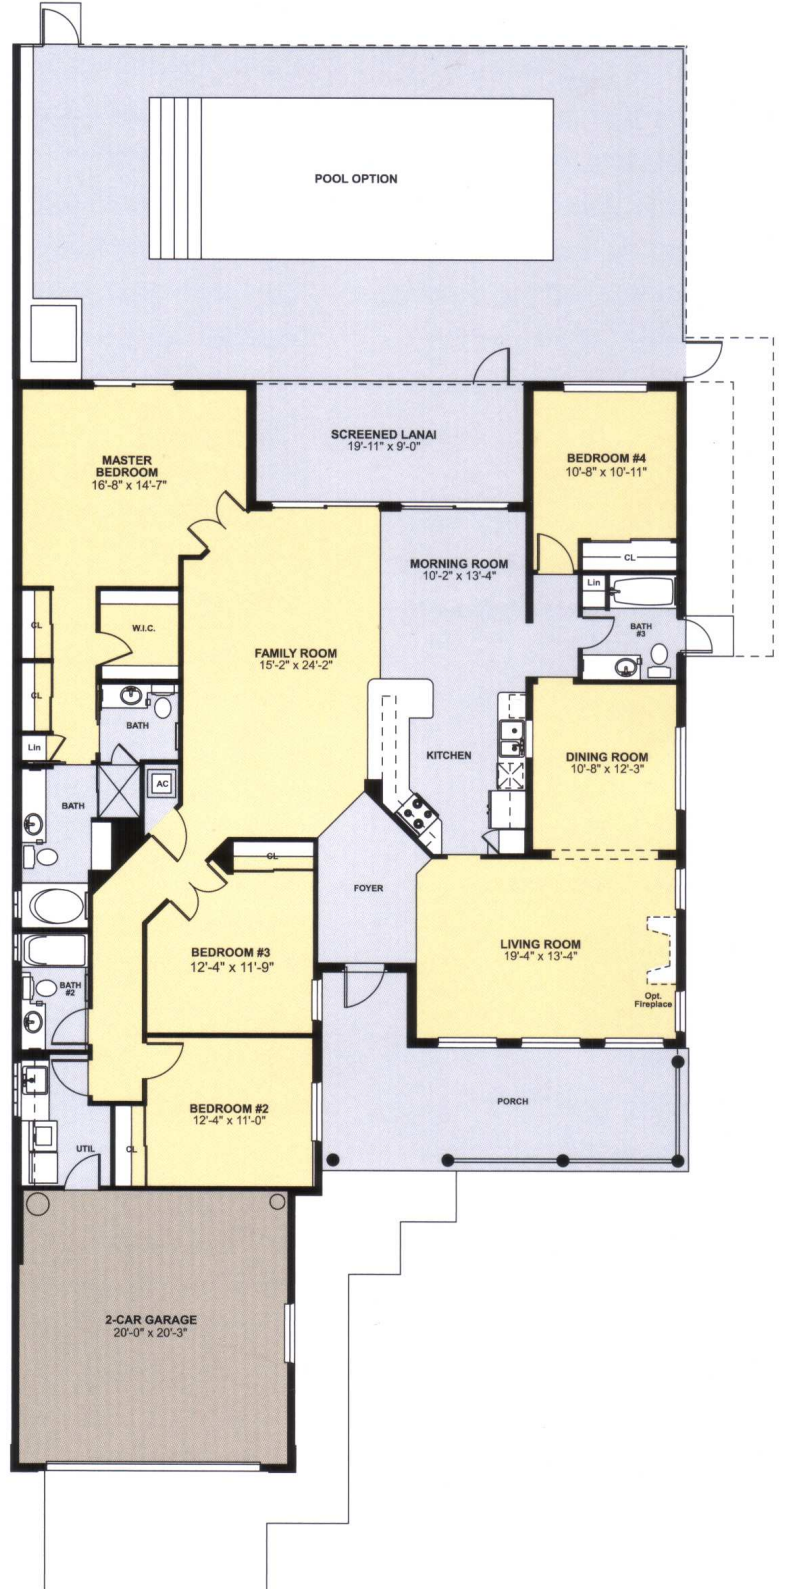 POOL OPTION
SCREENED LANAI
19'-11" x 9'-0"
MASTER
BEDROOM
16'-8" x 14'-7"
BEDROOM #4
10'-8" x 10'-11"
CL
MORNING ROOM
10'-2" x 13'-4"
Lin
CL
W.I.C.
BATH
#3
FAMILY ROOM
15'-2" x 24'-2"
CL
BATH
Lin
KITCHEN
DINING ROOM
10'-8" x 12'-3"
AC
BATH
CL
FOYER
LIVING ROOM
19'-4" x 13'-4"
BEDROOM #3
12'-4" x 11'-9"
BATH
#2
Opt.
Fireplace
BEDROOM #2
12'-4" x 11'-0"
PORCH
UTIL
CL
2-CAR GARAGE
20'-0" x 20'-3"